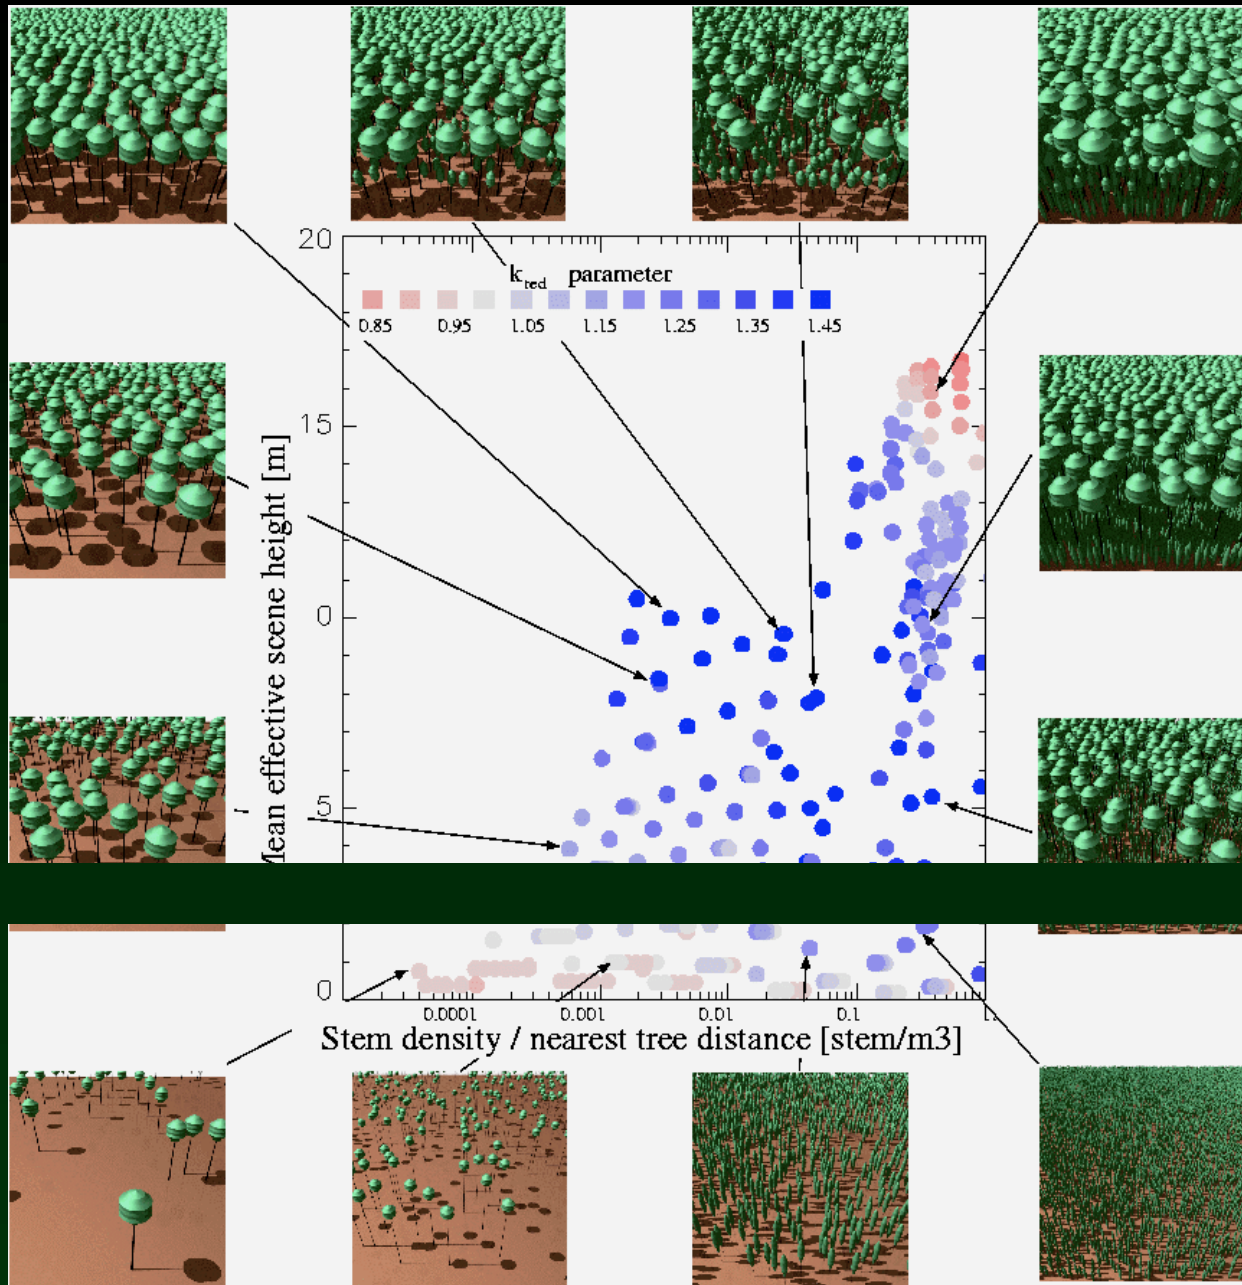 20
k_red parameter
0.85 0.95 1.05 1.15 1.25 1.35 1.45
15
0
5
0
Mean effective scene height [m]
0.0001 0.001 0.01 0.1 1.
Stem density / nearest tree distance [stem/m3]